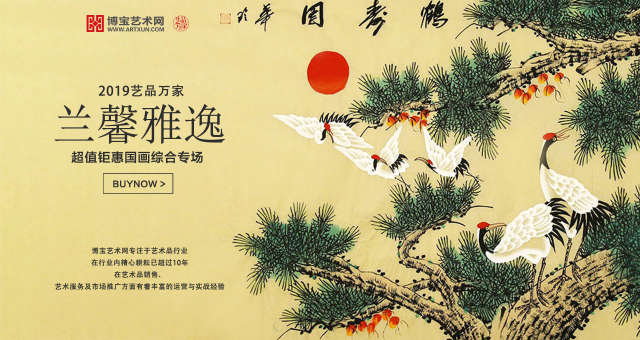 博宝艺术网
WWW.ARTXUN.COM
鹤寿图
2019艺品万家
兰馨雅逸
超值钜惠国画综合专场
BUYNOW >
博宝艺术网专注于艺术品行业
在行业内精心耕耘已超过10年
在艺术品销售、
艺术服务及市场推广方面有着丰富的运营与实战经验